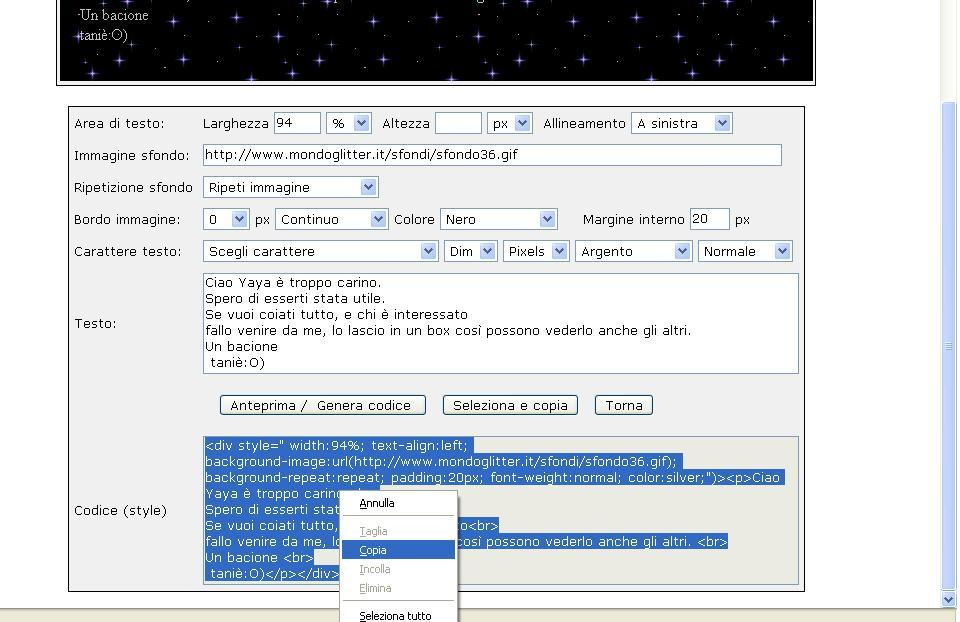 Un bacione
taniè:O)
Area di testo: Larghezza 94 % Altezza px Allineamento A sinistra
Immagine sfondo: http://www.mondoglitter.it/sfondi/sfondo36.gif
Ripetizione sfondo Ripeti immagine
Bordo immagine: 0 px Continuo Colore Nero Margine interno 20 px
Carattere testo: Scegli carattere Dim Pixels Argento Normale
Testo:
Ciao Yaya è troppo carino.
Spero di esserti stata utile.
Se vuoi coiati tutto, e chi è interessato
fallo venire da me, lo lascio in un box così possono vederlo anche gli altri.
Un bacione
taniè:O)
Anteprima / Genera codice Seleziona e copia Torna
Codice (style)
<div style=" width:94%; text-align:left;
background-image:url(http://www.mondoglitter.it/sfondi/sfondo36.gif);
background-repeat:repeat; padding:20px; font-weight:normal; color:silver;"><p>Ciao
Yaya è troppo carino
Spero di esserti stat
Se vuoi coiati tutto, to<br>
fallo venire da me, lo così possono vederlo anche gli altri. <br>
Un bacione <br>
taniè:O)</p></div>
Annulla
Taglia
Copia
Incolla
Elimina
Seleziona tutto